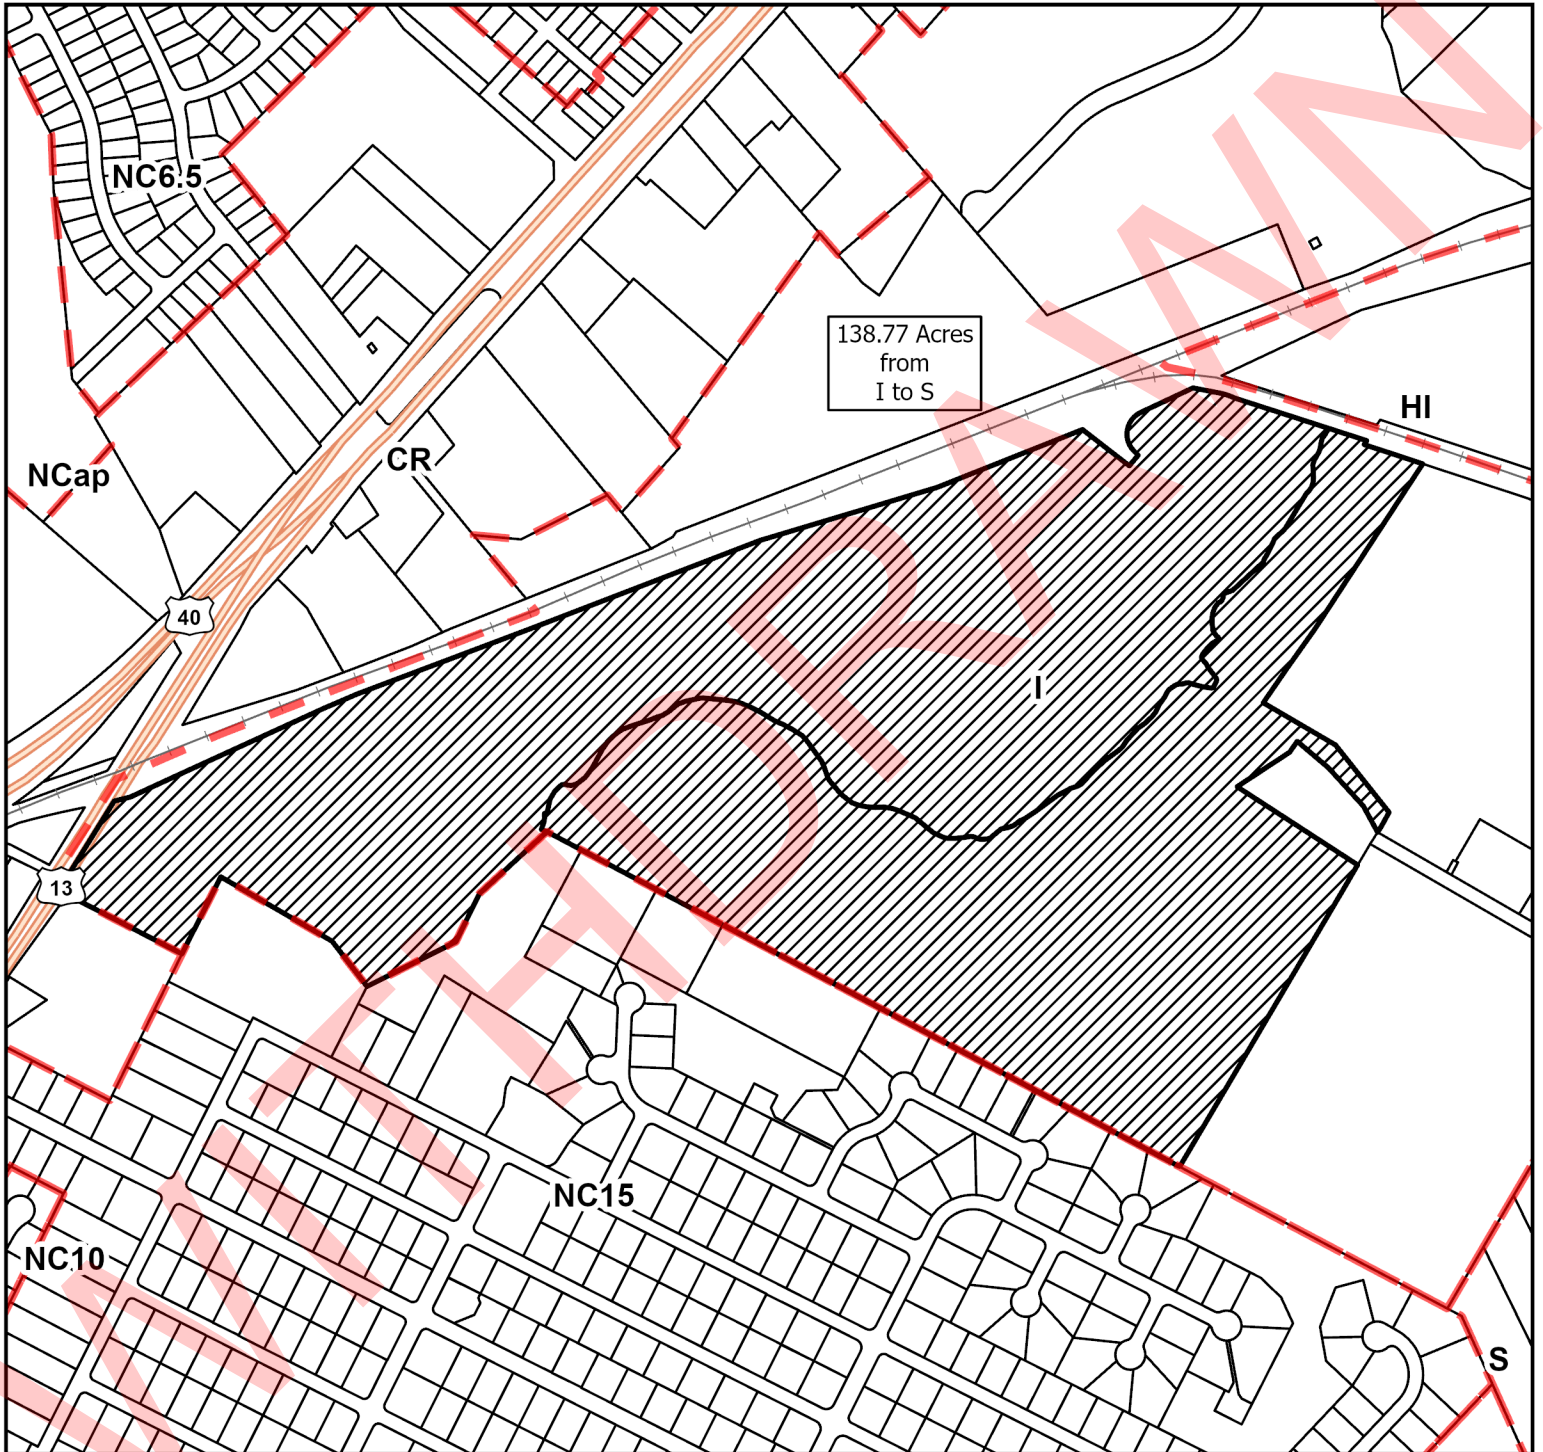 NC6.5
138.77 Acres
from
I to S
HI
CR
NCap
40
I
13
NC15
NC10
S
WITHDRAWN